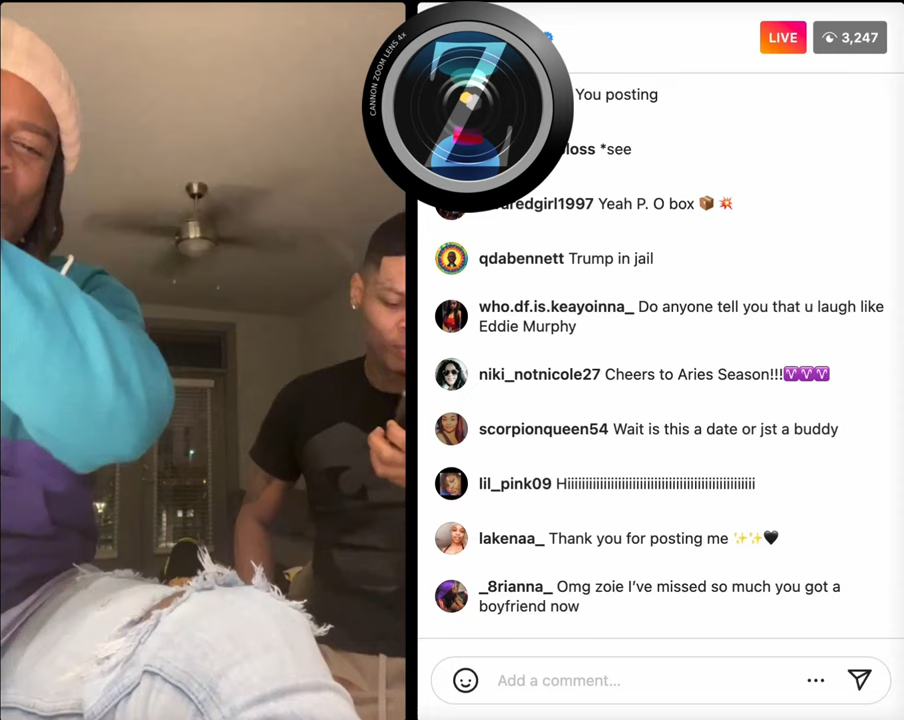 CANNON ZOOM LENS 4x
Z
LIVE
3,247
You posting
loss *see
redgirl1997 Yeah P. O box 📦 💥
qdabennett Trump in jail
who.df.is.keayoinna_ Do anyone tell you that u laugh like
Eddie Murphy
niki_notnicole27 Cheers to Aries Season!!!♈♈♈
scorpionqueen54 Wait is this a date or jst a buddy
lil_pink09 Hiiiiiiiiiiiiiiiiiiiiiiiiiiiiiiiiiiiiiiiiiiiiiiiiiii
lakenaa_ Thank you for posting me ✨✨🖤
_8rianna_ Omg zoie I’ve missed so much you got a
boyfriend now
Add a comment...